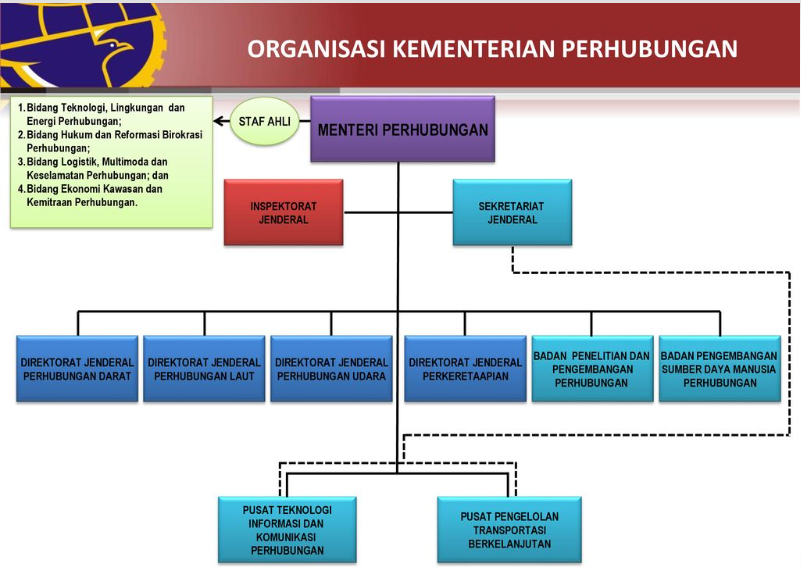 ORGANISASI KEMENTERIAN PERHUBUNGAN
1. Bidang Teknologi, Lingkungan dan
Energi Perhubungan;
2. Bidang Hukum dan Reformasi Birokrasi
Perhubungan;
3. Bidang Logistik, Multimoda dan
Keselamatan Perhubungan; dan
4. Bidang Ekonomi Kawasan dan
Kemitraan Perhubungan.
STAF AHLI
MENTERI PERHUBUNGAN
INSPEKTORAT
JENDERAL
SEKRETARIAT
JENDERAL
DIREKTORAT JENDERAL
PERHUBUNGAN DARAT
DIREKTORAT JENDERAL
PERHUBUNGAN LAUT
DIREKTORAT JENDERAL
PERHUBUNGAN UDARA
DIREKTORAT JENDERAL
PERKERETAAPIAN
BADAN PENELITIAN DAN
PENGEMBANGAN
PERHUBUNGAN
BADAN PENGEMBANGAN
SUMBER DAYA MANUSIA
PERHUBUNGAN
PUSAT TEKNOLOGI
INFORMASI DAN
KOMUNIKASI
PERHUBUNGAN
PUSAT PENGELOLAN
TRANSPORTASI
BERKELANJUTAN